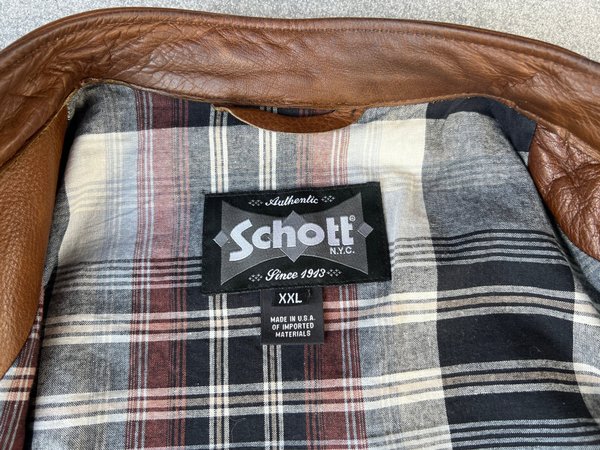 Authentic
Schott®
N.Y.C.
Since 1913
XXL
MADE IN U.S.A.
OF IMPORTED
MATERIALS